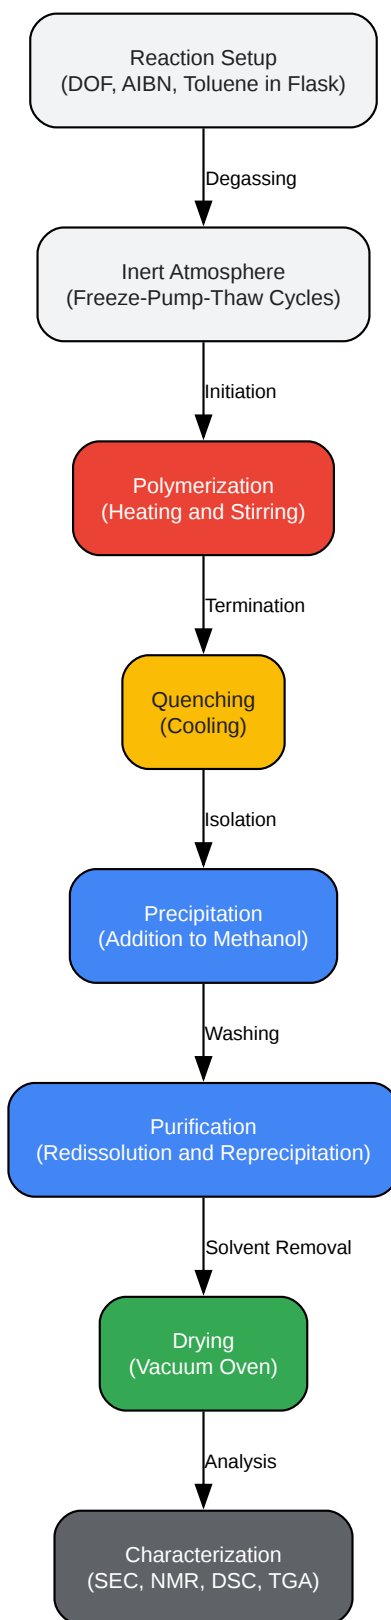 Reaction Setup
(DOF, AIBN, Toluene in Flask)
Degassing
Inert Atmosphere
(Freeze-Pump-Thaw Cycles)
Initiation
Polymerization
(Heating and Stirring)
Termination
Quenching
(Cooling)
Isolation
Precipitation
(Addition to Methanol)
Washing
Purification
(Redissolution and Reprecipitation)
Solvent Removal
Drying
(Vacuum Oven)
Analysis
Characterization
(SEC, NMR, DSC, TGA)